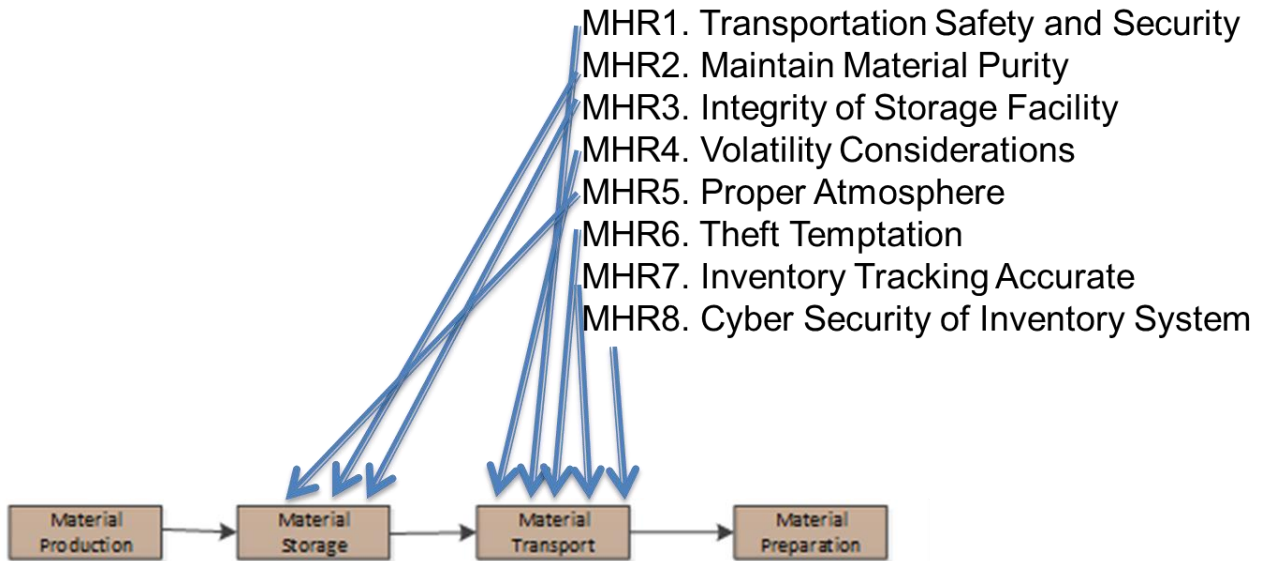 MHR1. Transportation Safety and Security
MHR2. Maintain Material Purity
MHR3. Integrity of Storage Facility
MHR4. Volatility Considerations
MHR5. Proper Atmosphere
MHR6. Theft Temptation
MHR7. Inventory Tracking Accurate
MHR8. Cyber Security of Inventory System
Material
Production
Material
Storage
Material
Transport
Material
Preparation